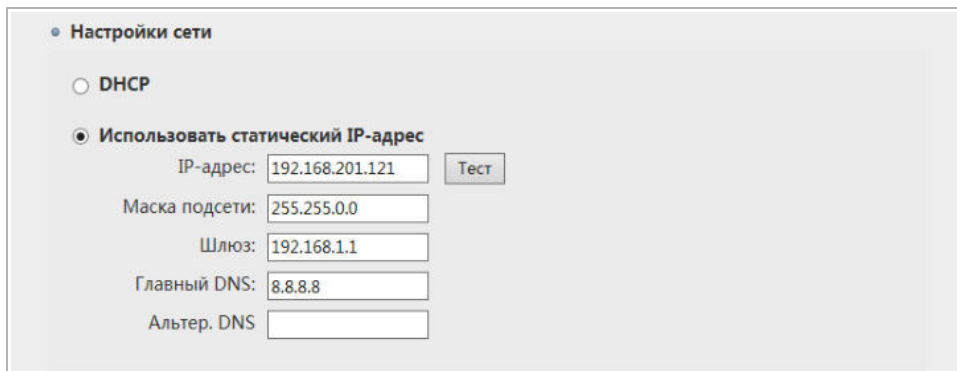 Настройки сети
DHCP
Использовать статический IP-адрес
IP-адрес: 192.168.201.121 Тест
Маска подсети: 255.255.0.0
Шлюз: 192.168.1.1
Главный DNS: 8.8.8.8
Альтер. DNS